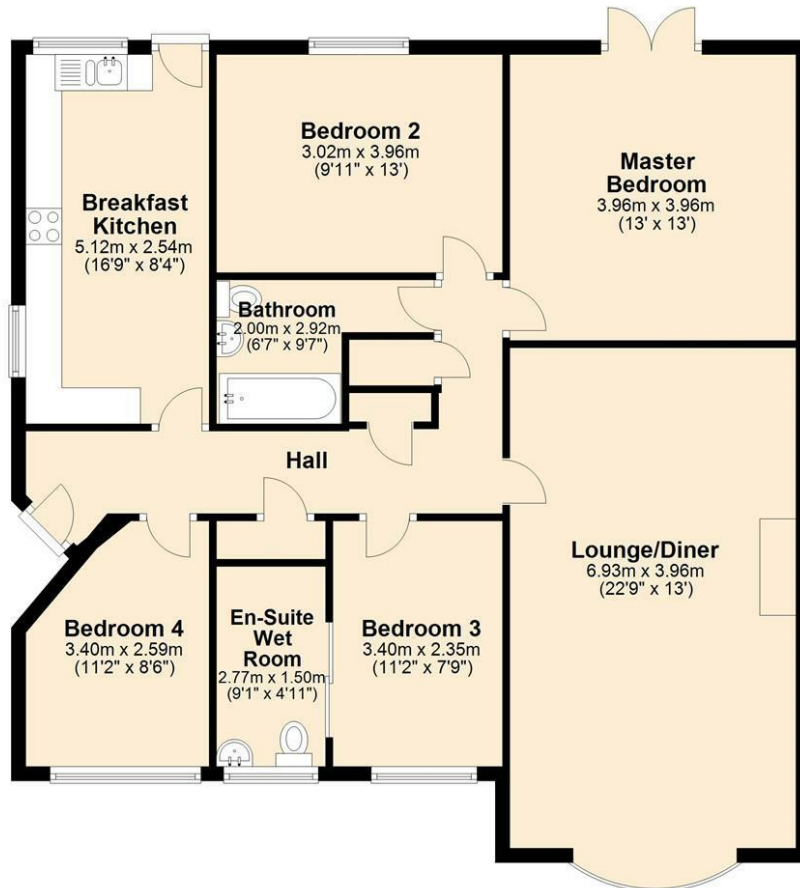 Bedroom 2
3.02m x 3.96m
(9'11" x 13')
Master
Bedroom
3.96m x 3.96m
(13' x 13')
Breakfast
Kitchen
5.12m x 2.54m
(16'9" x 8'4")
Bathroom
2.00m x 2.92m
(6'7" x 9'7")
Hall
Lounge/Diner
6.93m x 3.96m
(22'9" x 13')
Bedroom 4
3.40m x 2.59m
(11'2" x 8'6")
En-Suite
Wet
Room
2.77m x 1.50m
(9'1" x 4'11")
Bedroom 3
3.40m x 2.35m
(11'2" x 7'9")